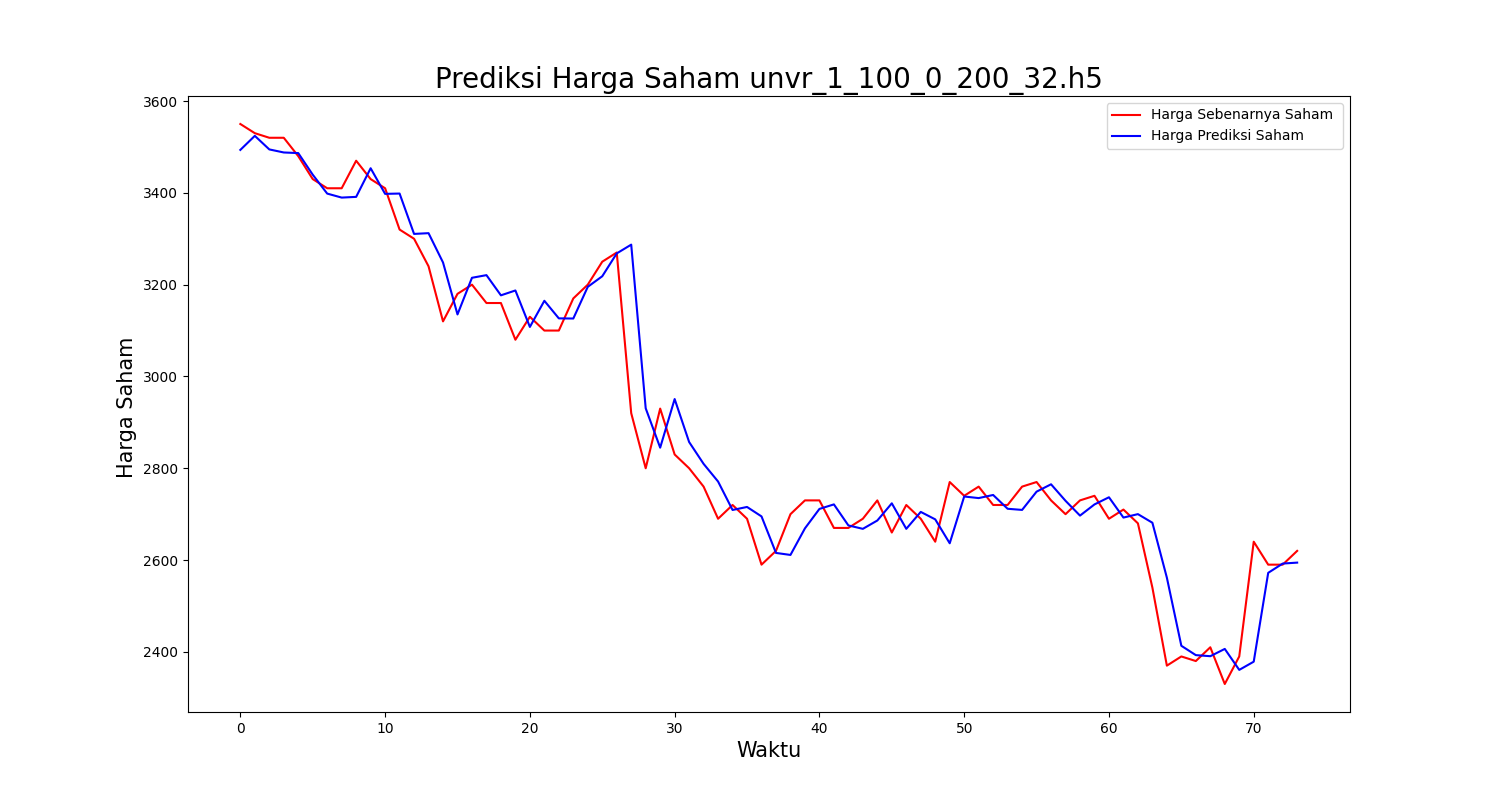 Prediksi Harga Saham unvr_1_100_0_200_32.h5
Harga Sebenarnya Saham
Harga Prediksi Saham
Harga Saham
3600
3400
3200
3000
2800
2600
2400
0 10 20 30 40 50 60 70
Waktu